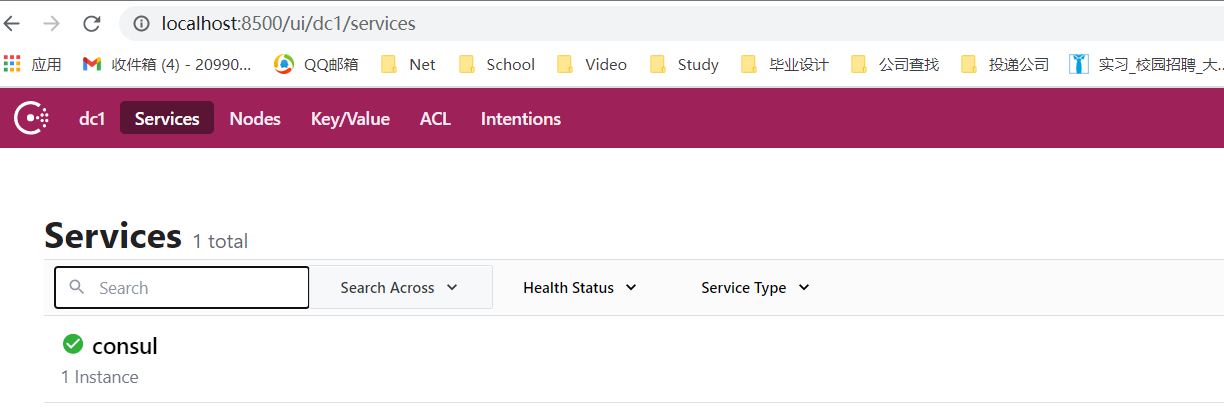 localhost:8500/ui/dc1/services
应用 收件箱 (4) - 20990... QQ邮箱 Net School Video Study 毕业设计 公司查找 投递公司 实习_校园招聘_大...
dc1 Services Nodes Key/Value ACL Intentions
Services 1 total
Search Search Across Health Status Service Type
consul
1 Instance